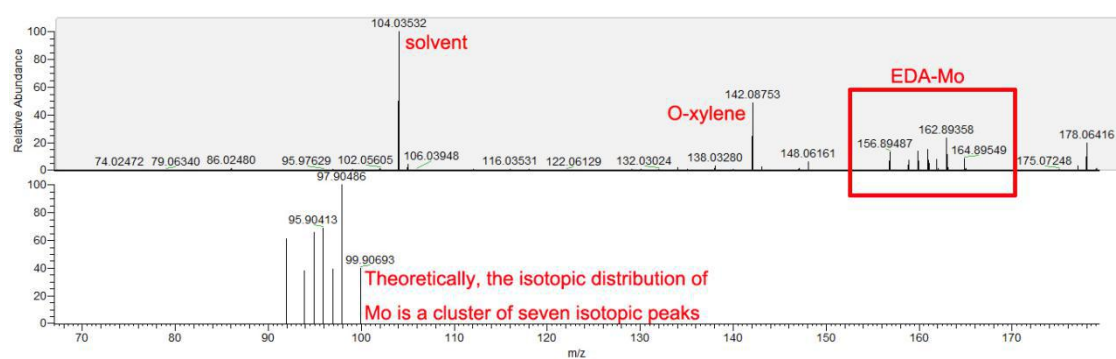 104.03532
100
solvent
EDA-Mo
80
60
142.08753
O-xylene
40
162.89358
156.89487
178.06416
20
106.03948
164.89549
74.02472 79.06340 86.02480 95.97629 102.05605 116.03531 122.06129 132.03024 138.03280 148.06161 175.07248
0
Relative Abundance
97.90486
100
80
95.90413
60
99.90693
40
Theoretically, the isotopic distribution of
20
Mo is a cluster of seven isotopic peaks
0
70 80 90 100 110 120 130 140 150 160 170
m/z